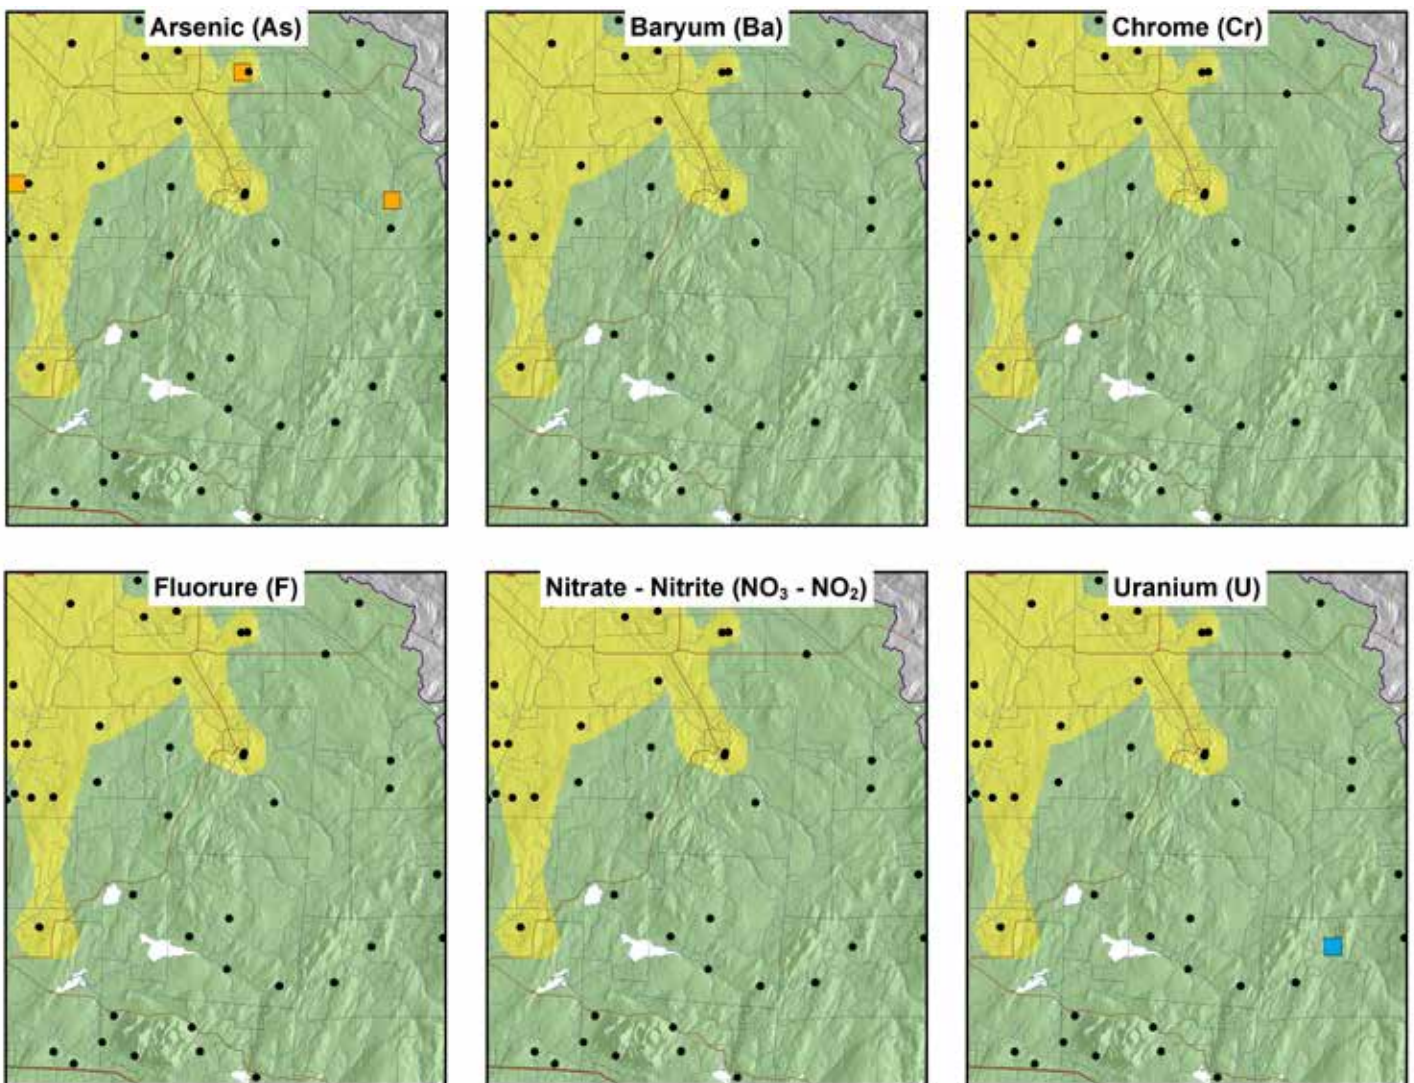 Arsenic (As)
Baryum (Ba)
Chrome (Cr)
Fluorure (F)
Nitrate - Nitrite (NO₃ - NO₂)
Uranium (U)